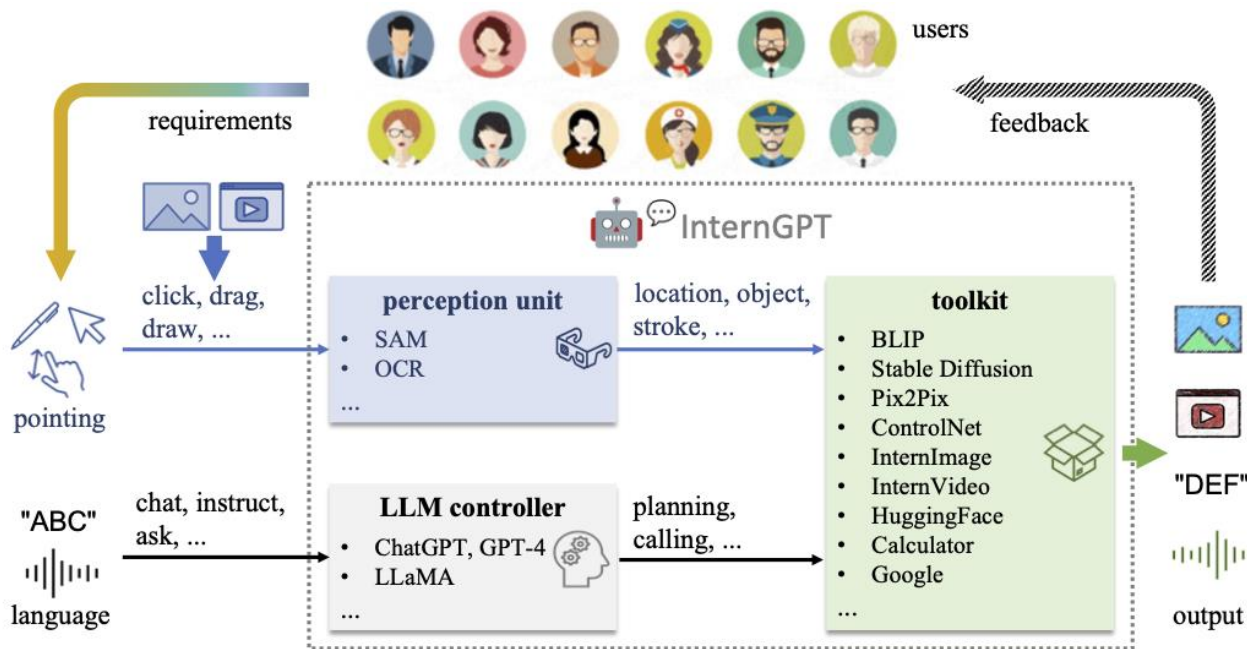 users
requirements
feedback
InternGPT
click, drag,
draw, ...
pointing
perception unit
• SAM
• OCR
...
location, object,
stroke, ...
toolkit
• BLIP
• Stable Diffusion
• Pix2Pix
• ControlNet
• InternImage
• InternVideo
• HuggingFace
• Calculator
• Google
...
"ABC"
language
chat, instruct,
ask, ...
LLM controller
• ChatGPT, GPT-4
• LLaMA
...
planning,
calling, ...
"DEF"
output